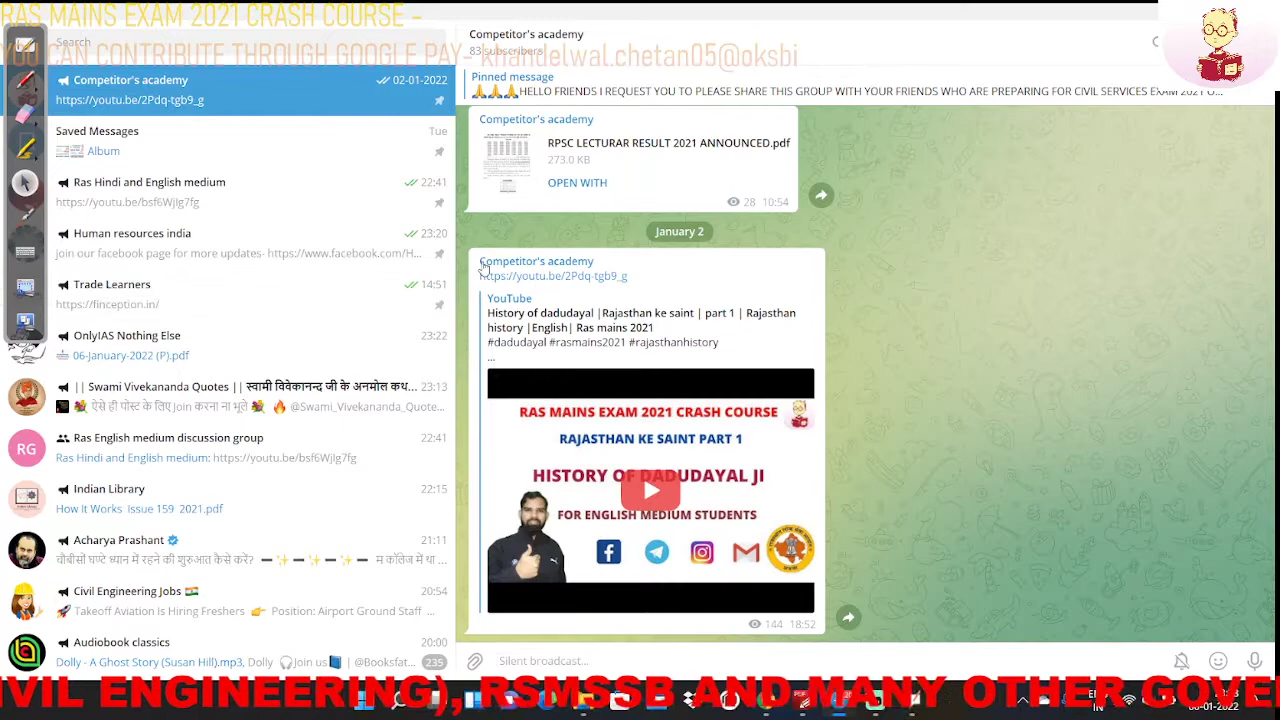 RAS MAINS EXAM 2021 CRASH COURSE -
YOU CAN CONTRIBUTE THROUGH GOOGLE PAY- khandelwal.chetan05@oksbi
Search
Competitor's academy
02-01-2022
https://youtu.be/2Pdq-tgb9_g
Saved Messages
Tue
Album
Ras Hindi and English medium
22:41
https://youtu.be/bsf6WjIg7fg
Human resources india
23:20
join our facebook page for more updates- https://www.facebook.com/H...
Trade Learners
14:51
https://finception.in/
OnlyIAS Nothing Else
23:22
06-January-2022 (P).pdf
|| Swami Vivekananda Quotes || स्वामी विवेकानन्द जी के अनमोल कथ...
23:13
ऐसे ही पोस्ट के लिए Join करना ना भूले 💐 🔥 @Swami_Vivekananda_Quote...
RG
Ras English medium discussion group
22:41
Ras Hindi and English medium: https://youtu.be/bsf6WjIg7fg
Indian Library
22:15
How It Works Issue 159 2021.pdf
Acharya Prashant
21:11
चौबीसों घण्टे ध्यान में रहने की शुरुआत कैसे करें? ➖✨➖✨➖✨➖ म कॉलेज में था ...
Civil Engineering Jobs 🇮🇳
20:54
🚀 Takeoff Aviation Is Hiring Freshers 👉 Position: Airport Ground Staff ...
Audiobook classics
20:00
Dolly - A Ghost Story (Susan Hill).mp3, Dolly 🎧Join us📘 | @Booksfat...
235
Competitor's academy
83 subscribers
Pinned message
🙏🙏🙏HELLO FRIENDS I REQUEST YOU TO PLEASE SHARE THIS GROUP WITH YOUR FRIENDS WHO ARE PREPARING FOR CIVIL SERVICES EXAM 2021 O...
Competitor's academy
RPSC LECTURAR RESULT 2021 ANNOUNCED.pdf
273.0 KB
OPEN WITH
28 10:54
January 2
Competitor's academy
https://youtu.be/2Pdq-tgb9_g
YouTube
History of dadudayal |Rajasthan ke saint | part 1 | Rajasthan
history |English| Ras mains 2021
#dadudayal #rasmains2021 #rajasthanhistory
...
RAS MAINS EXAM 2021 CRASH COURSE
RAJASTHAN KE SAINT PART 1
HISTORY OF DADUDAYAL JI
FOR ENGLISH MEDIUM STUDENTS
144 18:52
Silent broadcast...
CIVIL ENGINEERING), RSMSSB AND MANY OTHER GOVE